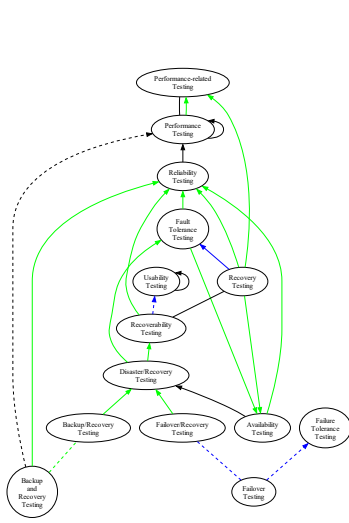 Performance-related
Testing
Performance
Testing
Reliability
Testing
Fault
Tolerance
Testing
Usability
Testing
Recovery
Testing
Recoverability
Testing
Disaster/Recovery
Testing
Backup/Recovery
Testing
Failover/Recovery
Testing
Availability
Testing
Failure
Tolerance
Testing
Backup
and
Recovery
Testing
Failover
Testing